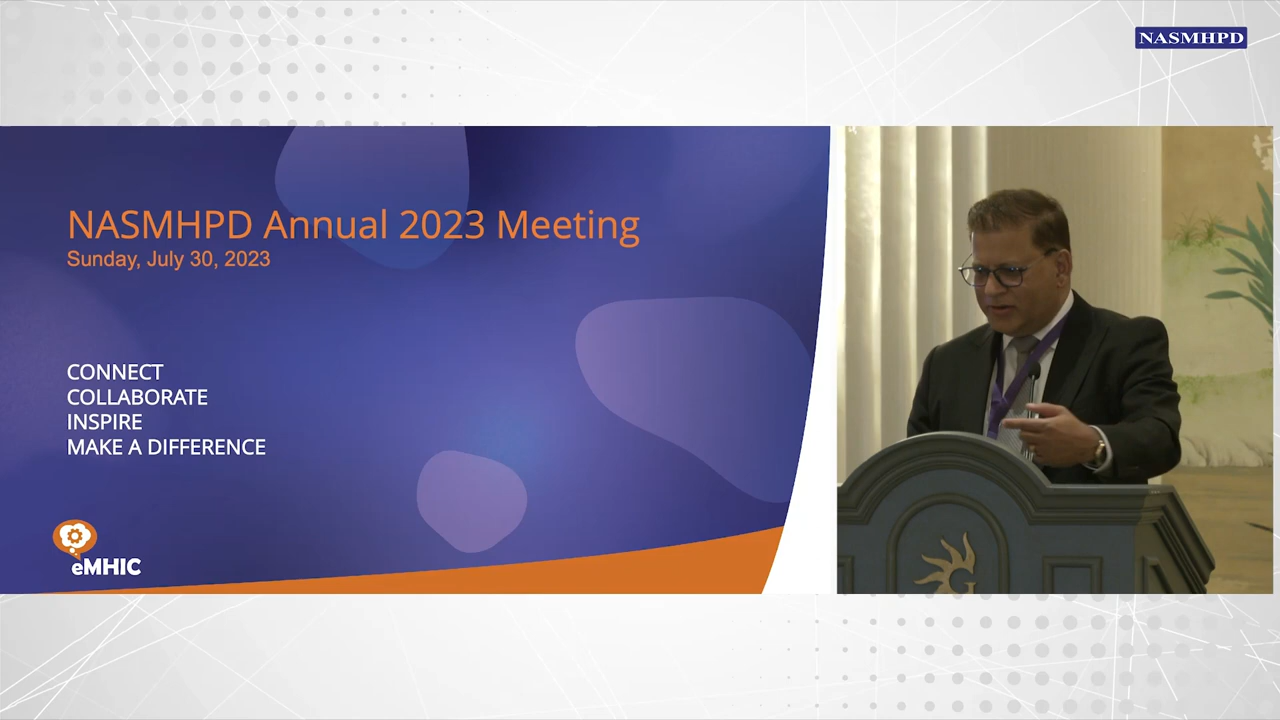 NASMHPD
NASMHPD Annual 2023 Meeting
Sunday, July 30, 2023
CONNECT
COLLABORATE
INSPIRE
MAKE A DIFFERENCE
eMHIC
G